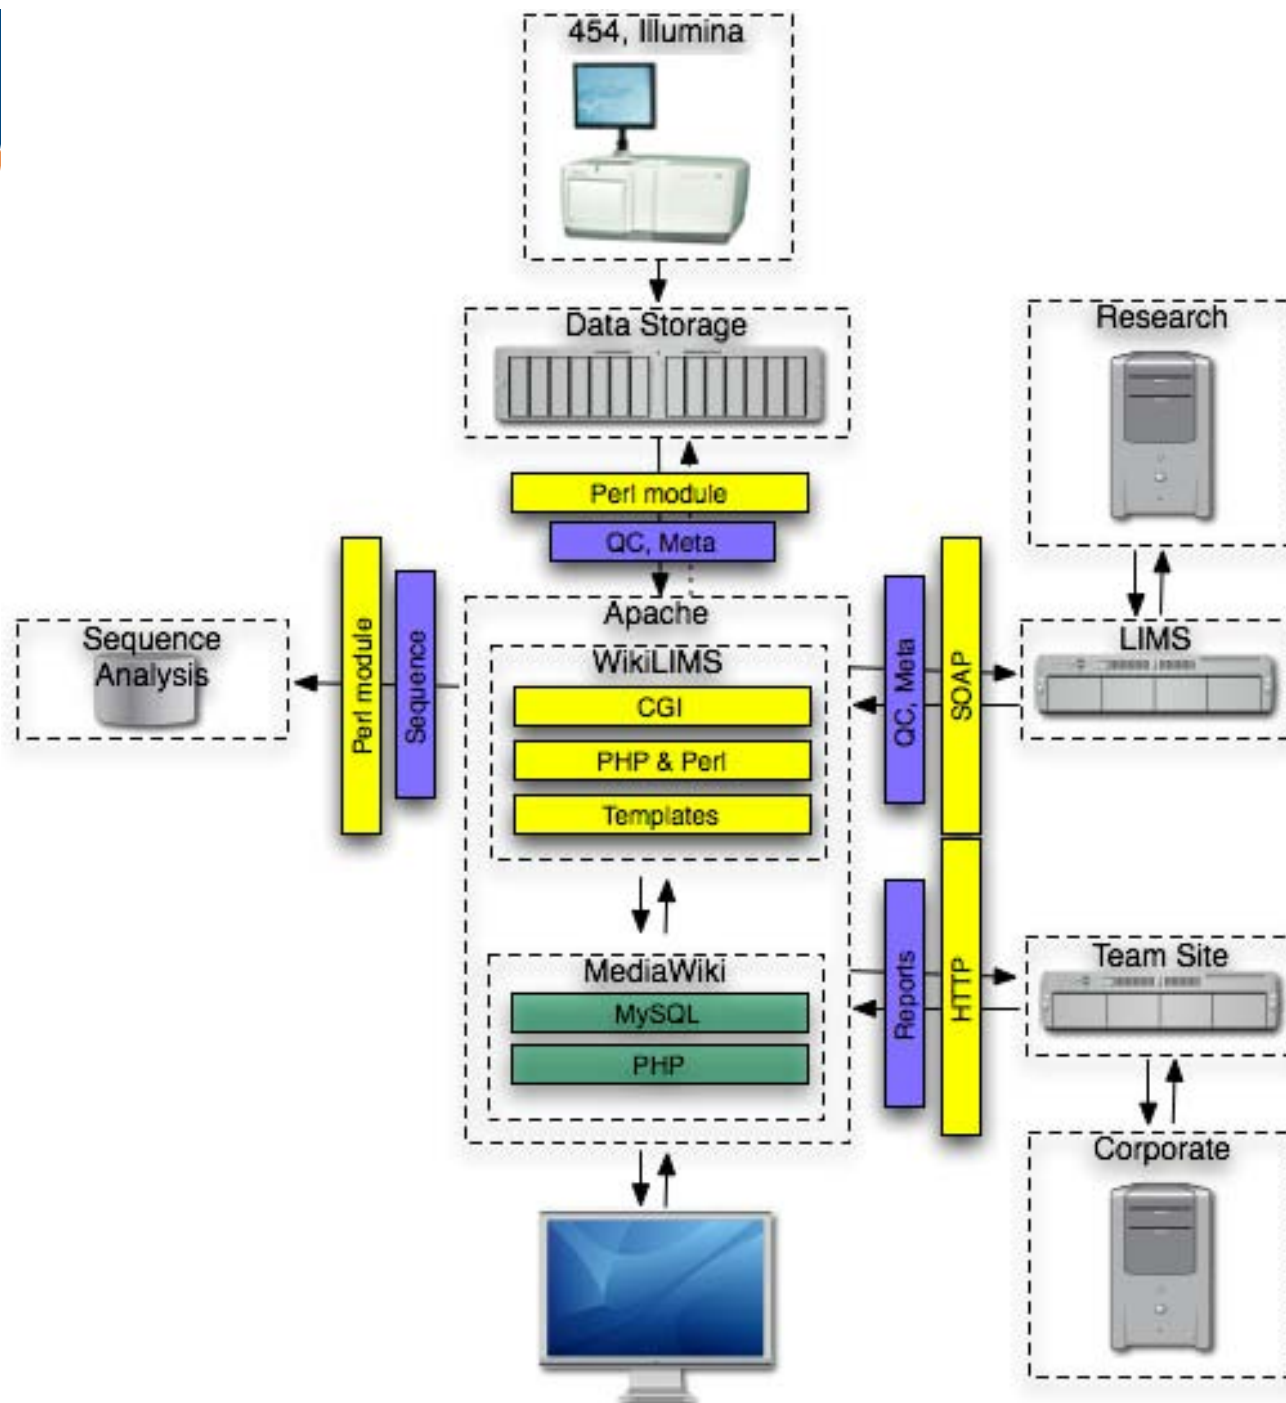 454, Illumina
Data Storage
Research
Perl module
QC, Meta
Apache
WikiLIMS
CGI
PHP & Perl
Templates
Sequence
Analysis
Perl module
Sequence
QC, Meta
SOAP
LIMS
MediaWiki
MySQL
PHP
Reports
HTTP
Team Site
Corporate